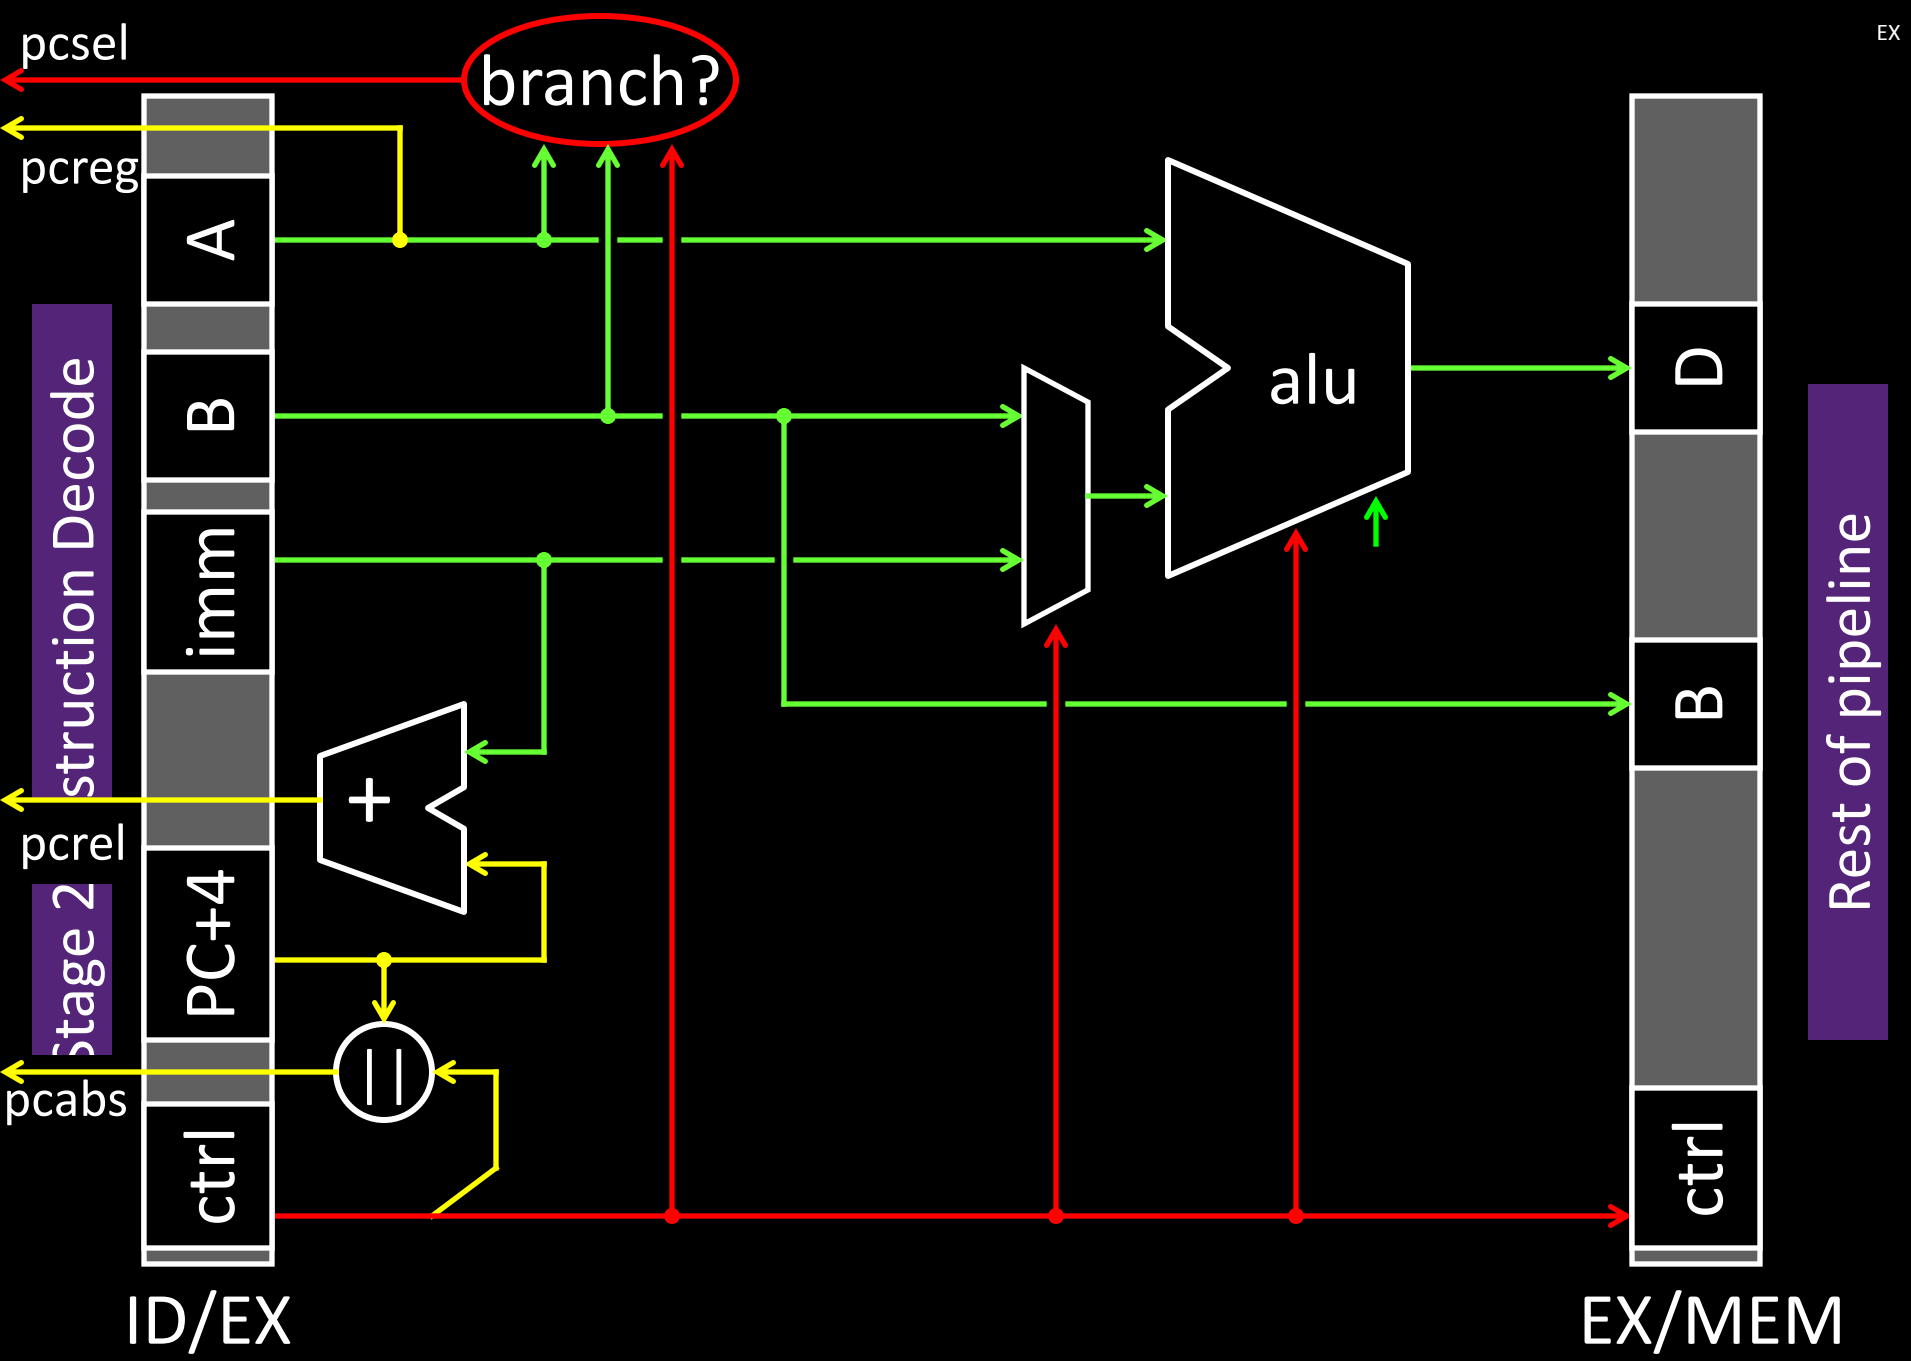 EX
pcsel
branch?
pcreg
A
B
imm
PC+4
ctrl
alu
+
||
pcrel
pcabs
D
B
ctrl
Rest of pipeline
struction Decode
Stage 2
ID/EX
EX/MEM